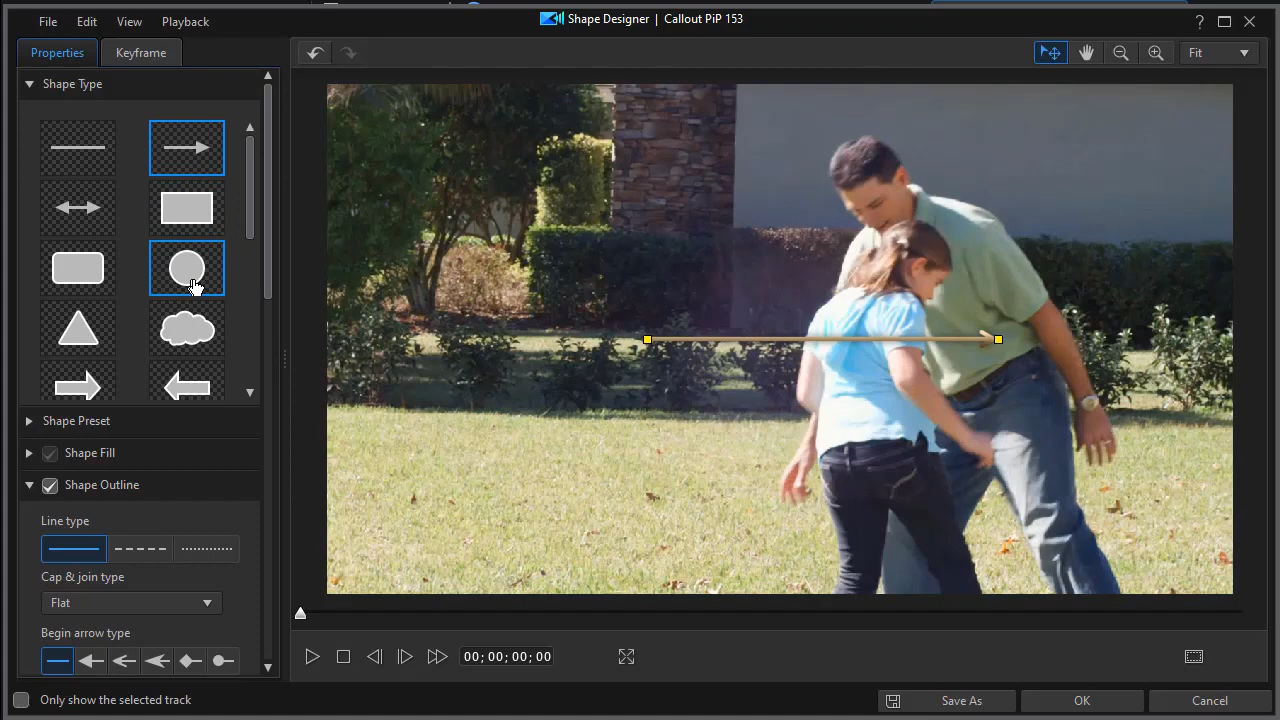 File Edit View Playback
Shape Designer | Callout PiP 153
?
Properties Keyframe
Fit
Shape Type
Shape Preset
Shape Fill
Shape Outline
Line type
Cap & join type
Flat
Begin arrow type
00; 00; 00; 00
Only show the selected track
Save As OK Cancel